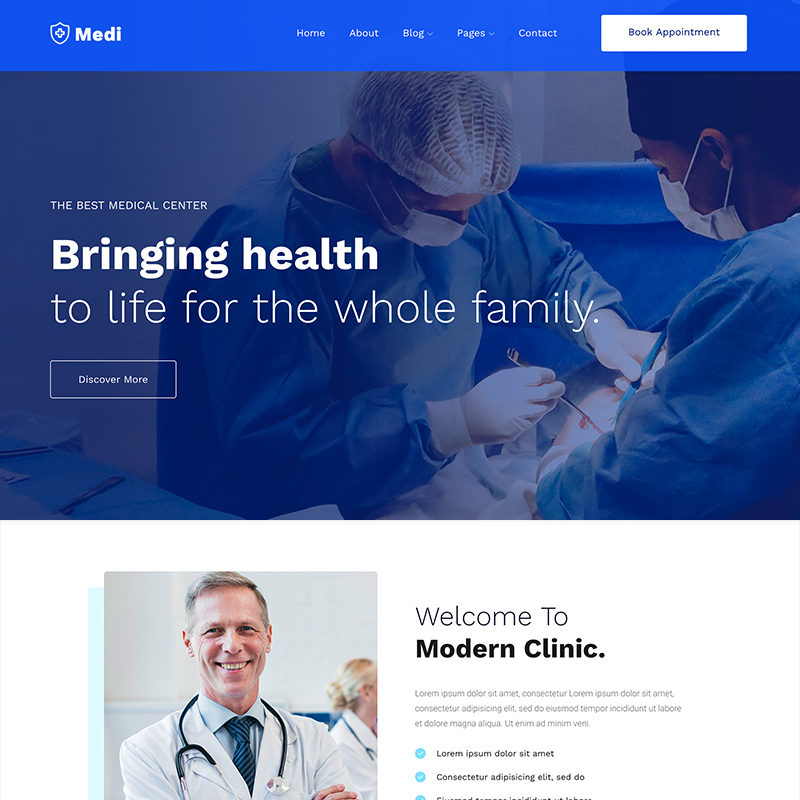 Medi
Home About Blog Pages Contact Book Appointment
THE BEST MEDICAL CENTER
Bringing health
to life for the whole family.
Discover More
Welcome To
Modern Clinic.
Lorem ipsum dolor sit amet, consectetur Lorem ipsum dolor sit amet,
consectetur adipiscing elit, sed do eiusmod tempor incididunt ut labore
et dolore magna aliqua. Ut enim ad minim veni.
Lorem ipsum dolor sit amet
Consectetur adipisicing elit, sed do